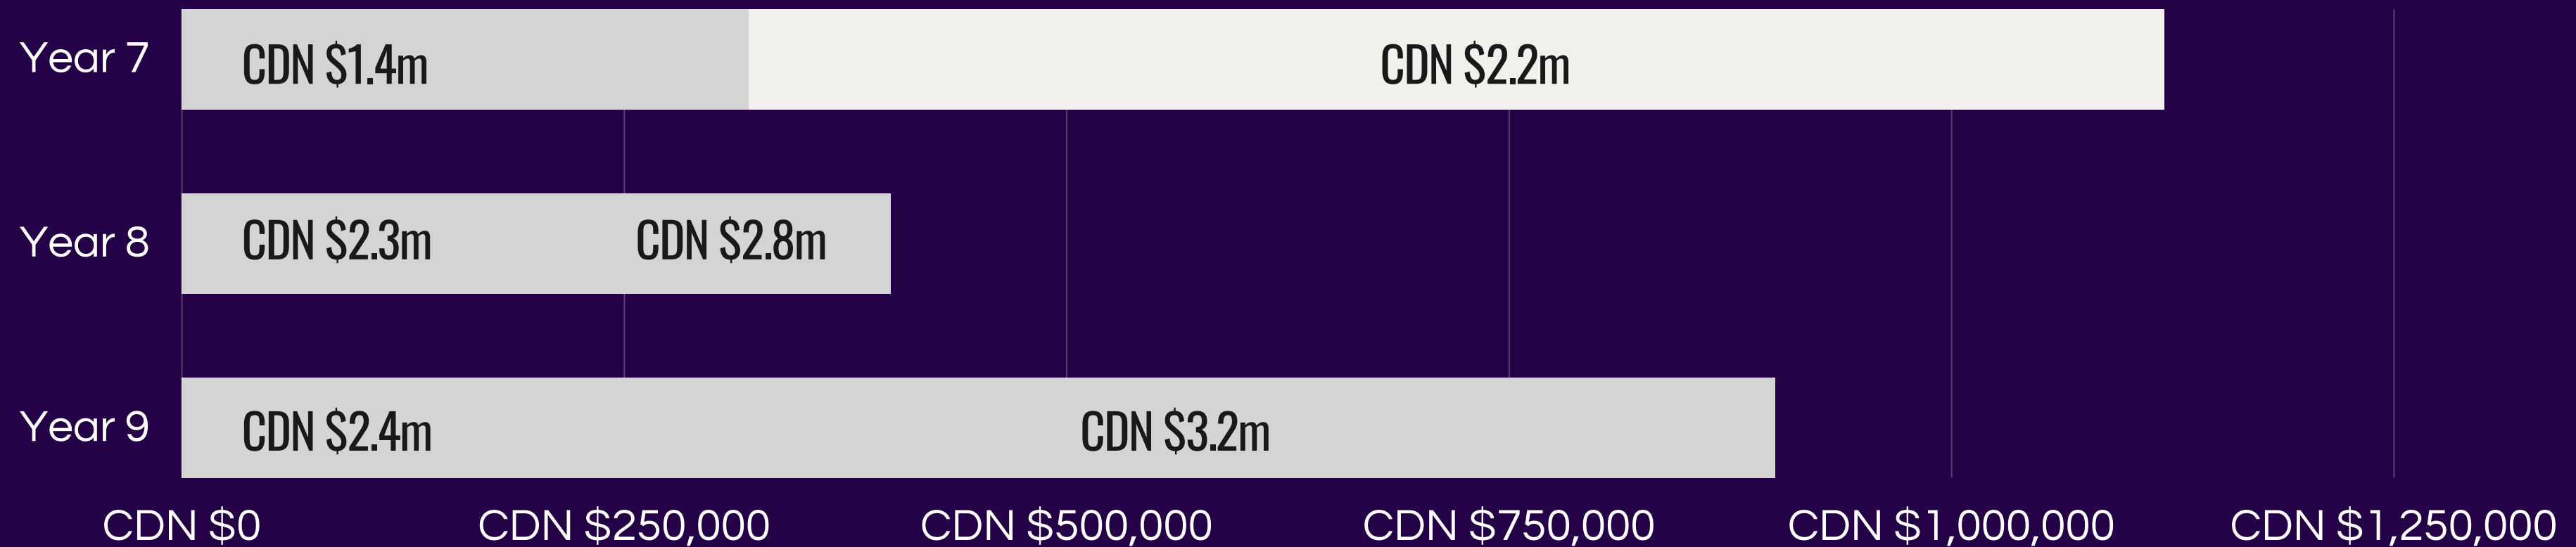 Year 7 CDN $1.4m CDN $2.2m
Year 8 CDN $2.3m CDN $2.8m
Year 9 CDN $2.4m CDN $3.2m
CDN $0 CDN $250,000 CDN $500,000 CDN $750,000 CDN $1,000,000 CDN $1,250,000